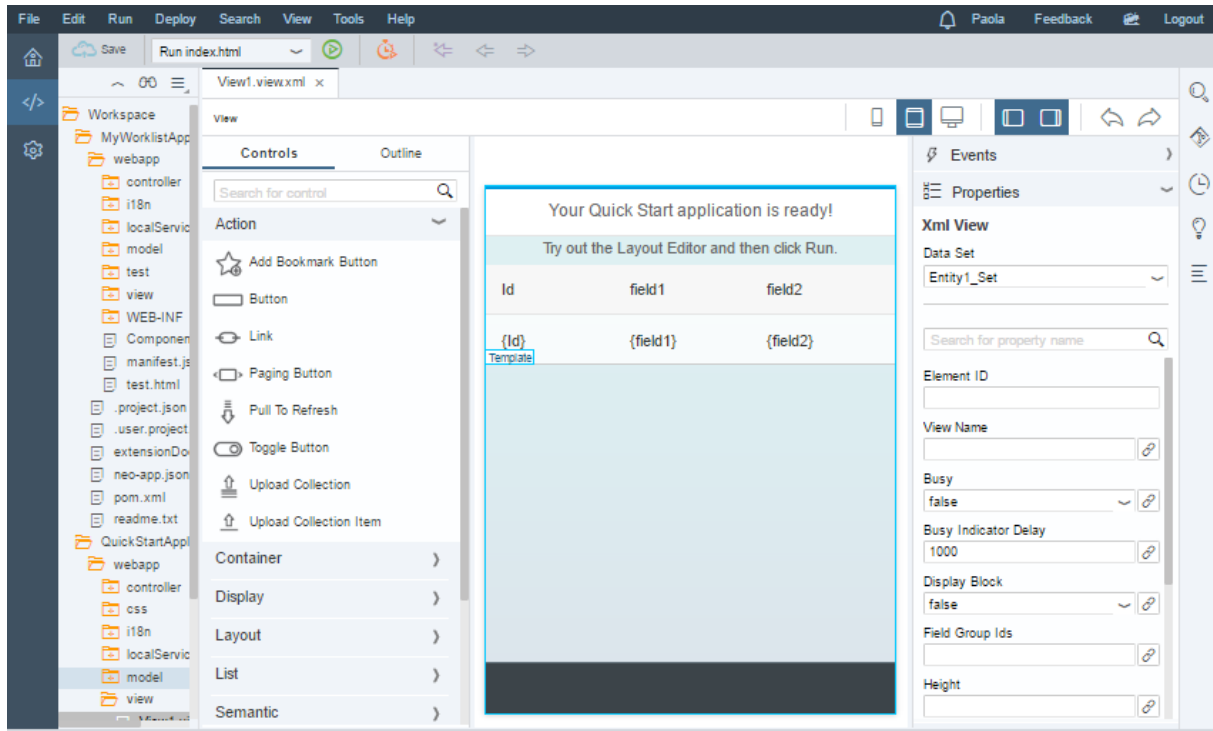 File Edit Run Deploy Search View Tools Help Paola Feedback Logout
Save Run index.html
View1.view.xml ×
Workspace
MyWorklistApp
webapp
controller
i18n
localServic
model
test
view
WEB-INF
Componen
manifest.js
test.html
.project.json
.user.project
extensionDo
neo-app.json
pom.xml
readme.txt
QuickStartAppl
webapp
controller
css
i18n
localServic
model
view
View
Controls Outline
Search for control
Action
Add Bookmark Button
Button
Link
Paging Button
Pull To Refresh
Toggle Button
Upload Collection
Upload Collection Item
Container
Display
Layout
List
Semantic
Your Quick Start application is ready!
Try out the Layout Editor and then click Run.
Id field1 field2
{Id} {field1} {field2}
Template
Events
Properties
Xml View
Data Set
Entity1_Set
Search for property name
Element ID
View Name
Busy
false
Busy Indicator Delay
1000
Display Block
false
Field Group Ids
Height